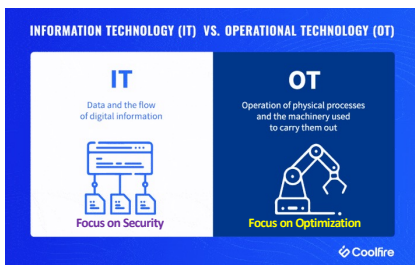 INFORMATION TECHNOLOGY (IT) VS. OPERATIONAL TECHNOLOGY (OT)
IT
Data and the flow
of digital information
Focus on Security
OT
Operation of physical processes
and the machinery used
to carry them out
Focus on Optimization
Coolfire